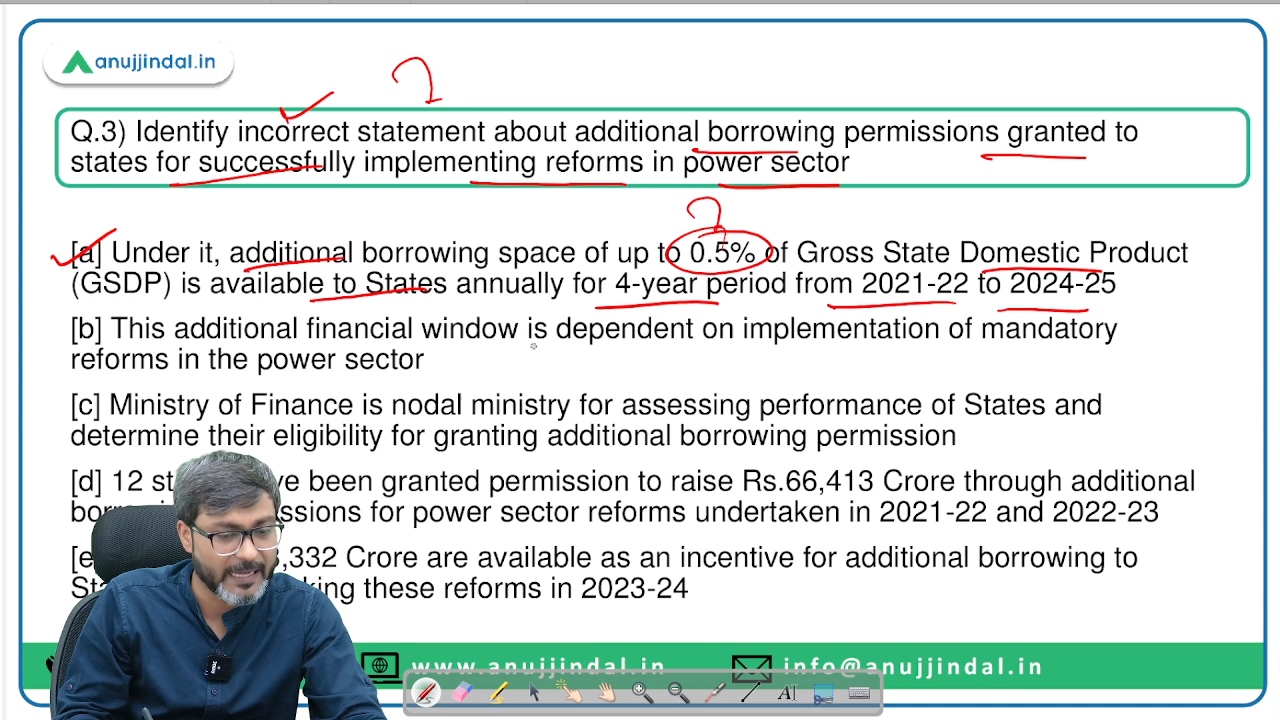 anujjindal.in
Q.3) Identify incorrect statement about additional borrowing permissions granted to
states for successfully implementing reforms in power sector
[a] Under it, additional borrowing space of up to 0.5% of Gross State Domestic Product
(GSDP) is available to States annually for 4-year period from 2021-22 to 2024-25
[b] This additional financial window is dependent on implementation of mandatory
reforms in the power sector
[c] Ministry of Finance is nodal ministry for assessing performance of States and
determine their eligibility for granting additional borrowing permission
[d] 12 been granted permission to raise Rs.66,413 Crore through additional
for power sector reforms undertaken in 2021-22 and 2022-23
Crore are available as an incentive for additional borrowing to
these reforms in 2023-24
www.anujjindal.in info@anujjindal.in